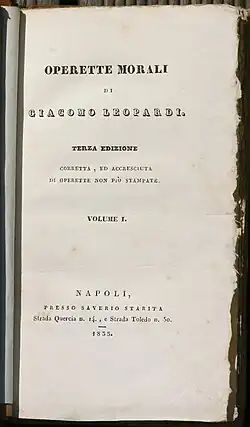 OPERETTE MORALI
DI
GIACOMO LEOPARDI.
TERZA EDIZIONE
CORRETTA, ED ACCRESCIUTA
DI OPERETTE NON PIÙ STAMPATE.
VOLUME I.
NAPOLI,
PRESSO SAVERIO STARITA
Strada Quercia n. 14., e Strada Toledo n. 50.
1835.